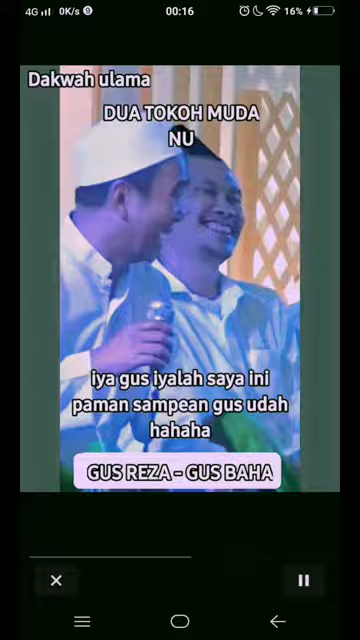 4G 0K/s 00:16 16%
Dakwah ulama
DUA TOKOH MUDA
NU
iya gus iyalah saya ini
paman sampean gus udah
hahaha
GUS REZA - GUS BAHA